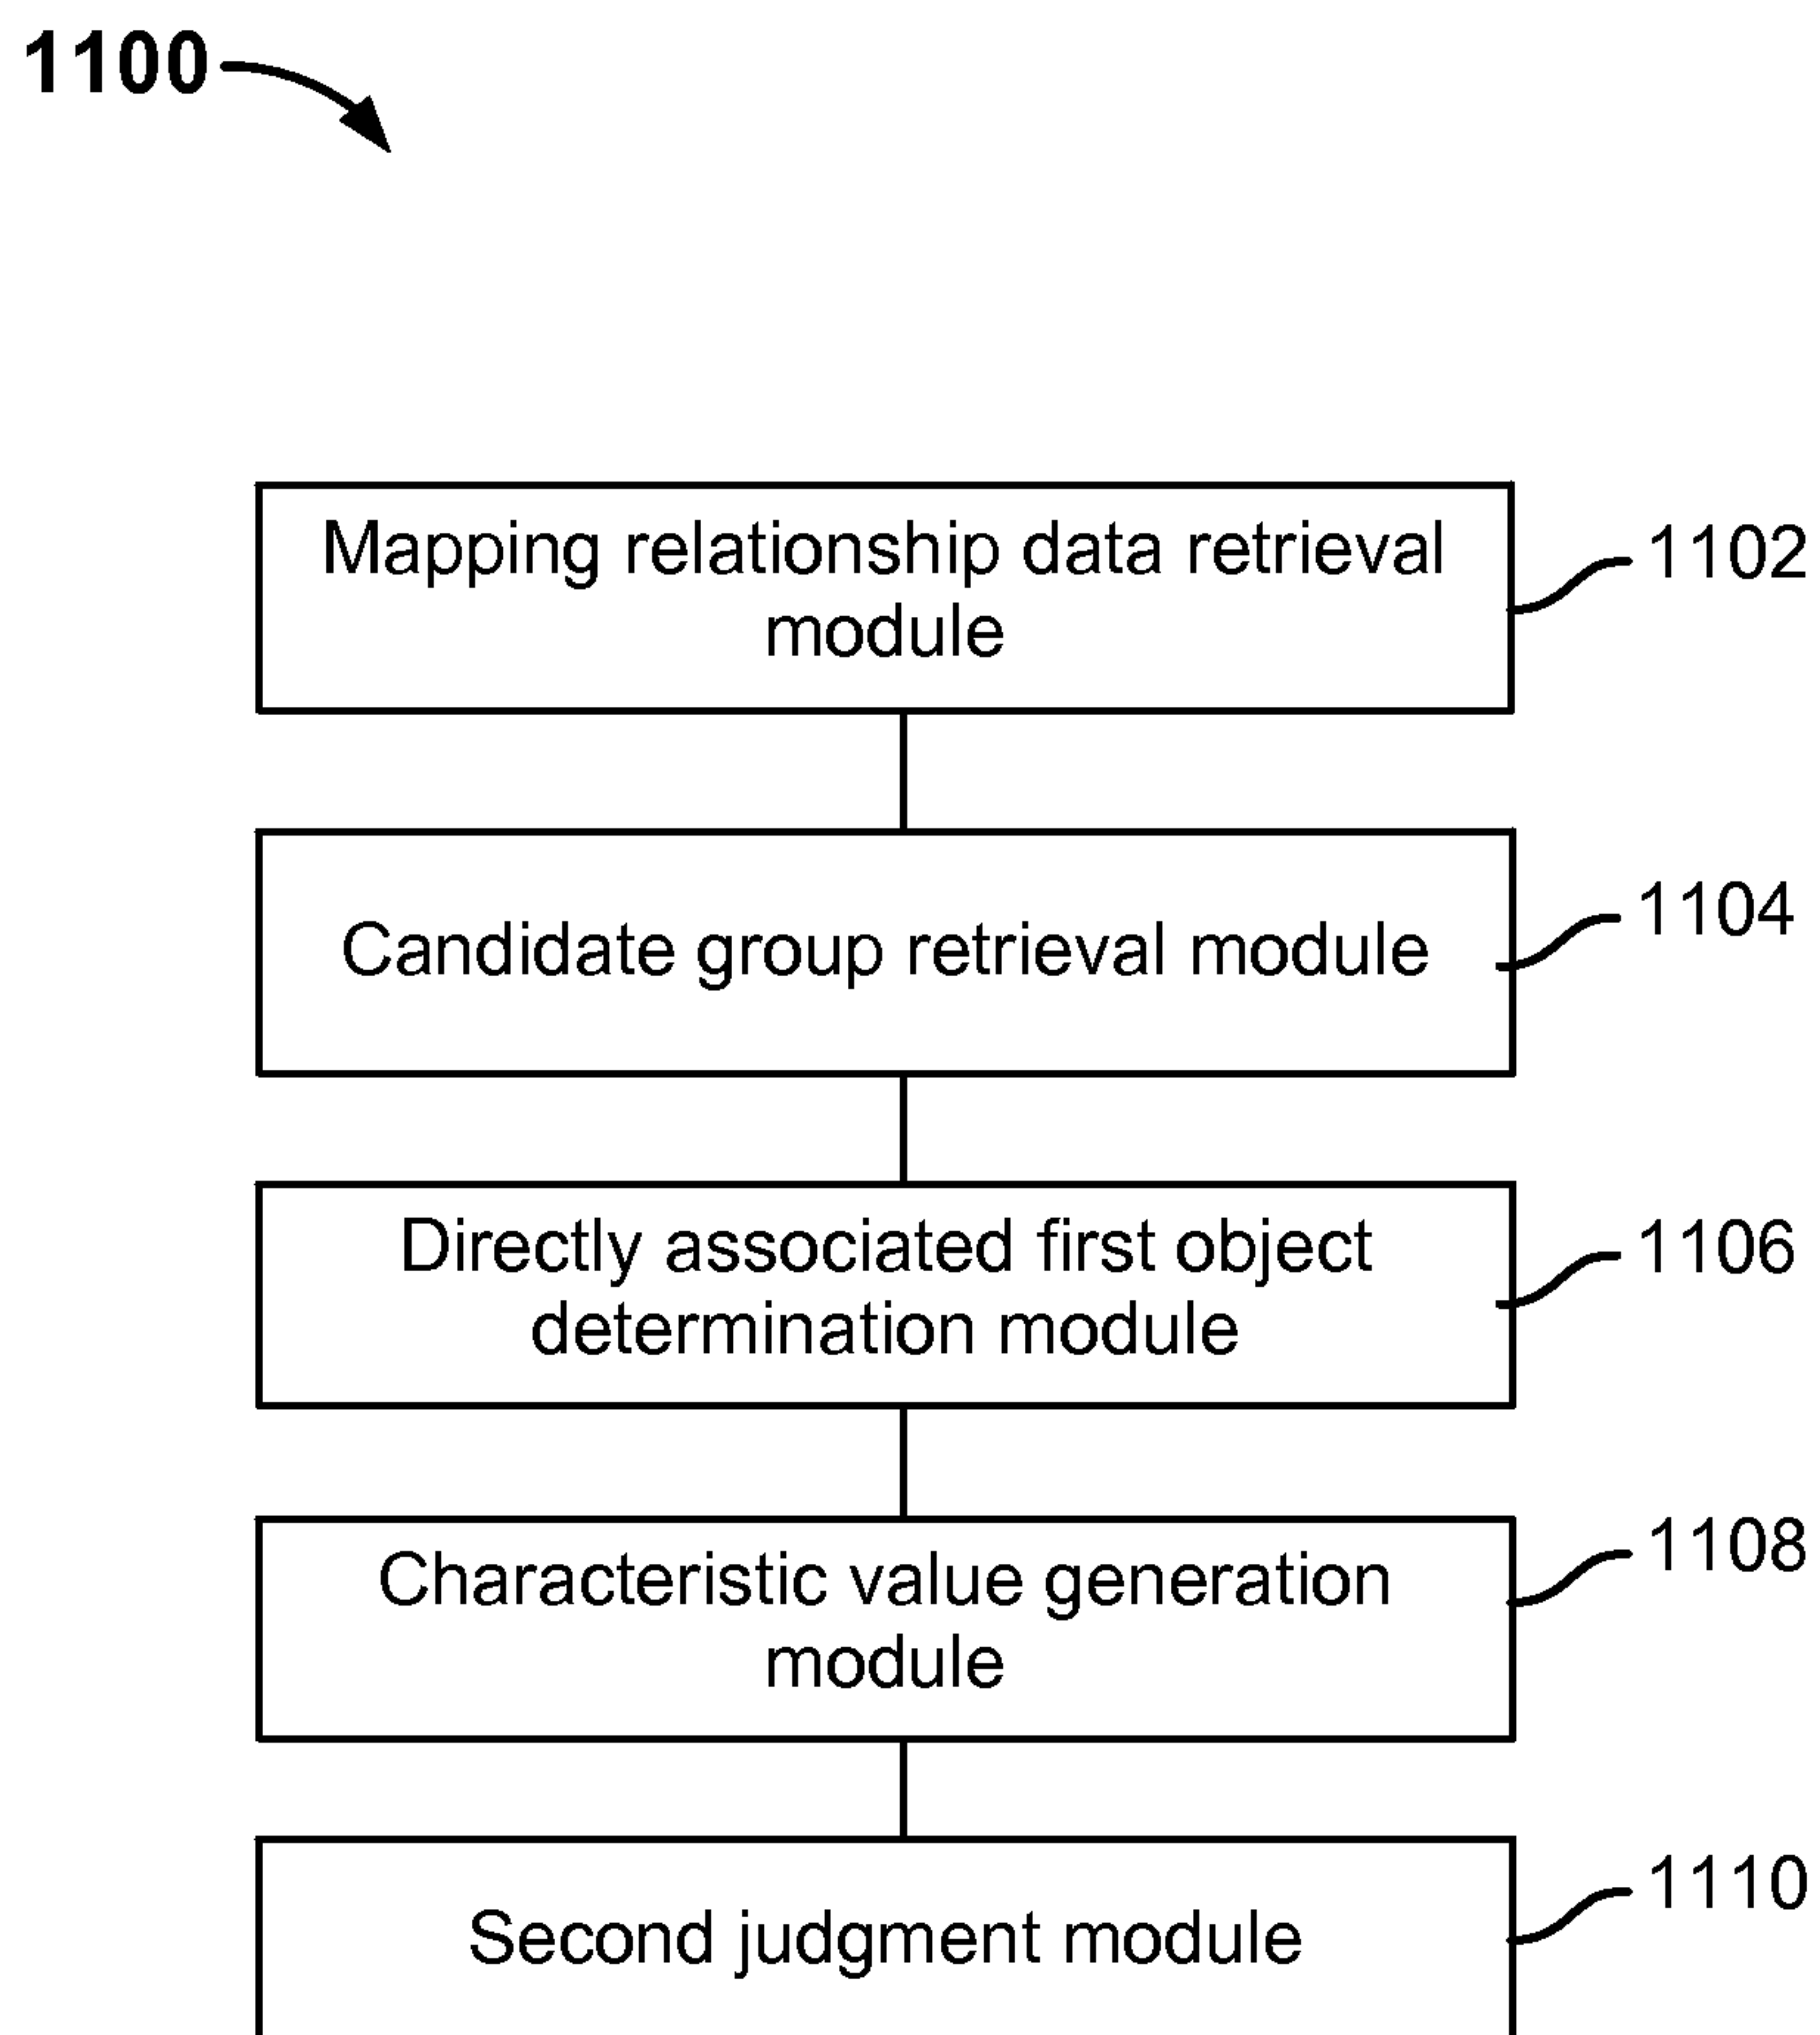 1100
Mapping relationship data retrieval
module
1102
Candidate group retrieval module
1104
Directly associated first object
determination module
1106
Characteristic value generation
module
1108
Second judgment module
1110